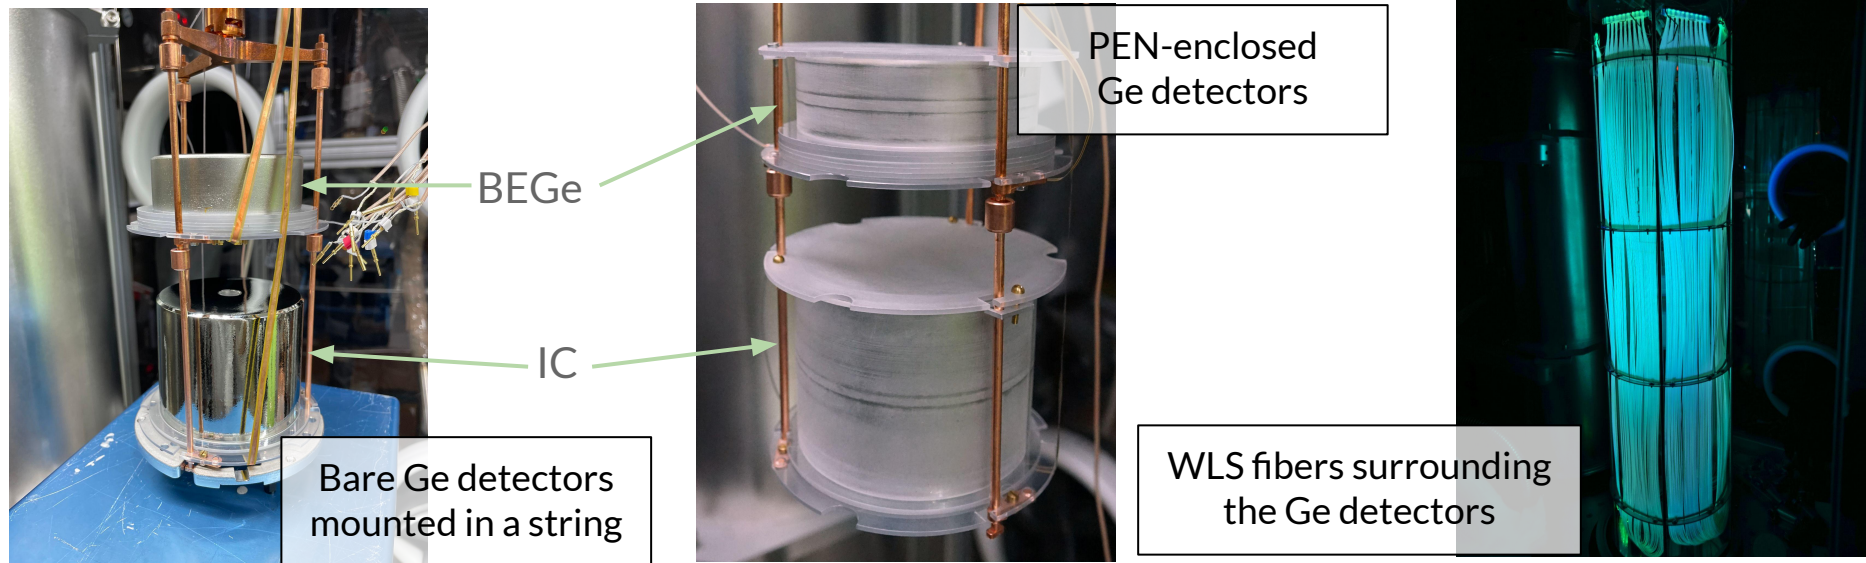 PEN-enclosed
Ge detectors
BEGe
IC
Bare Ge detectors
mounted in a string
WLS fibers surrounding
the Ge detectors